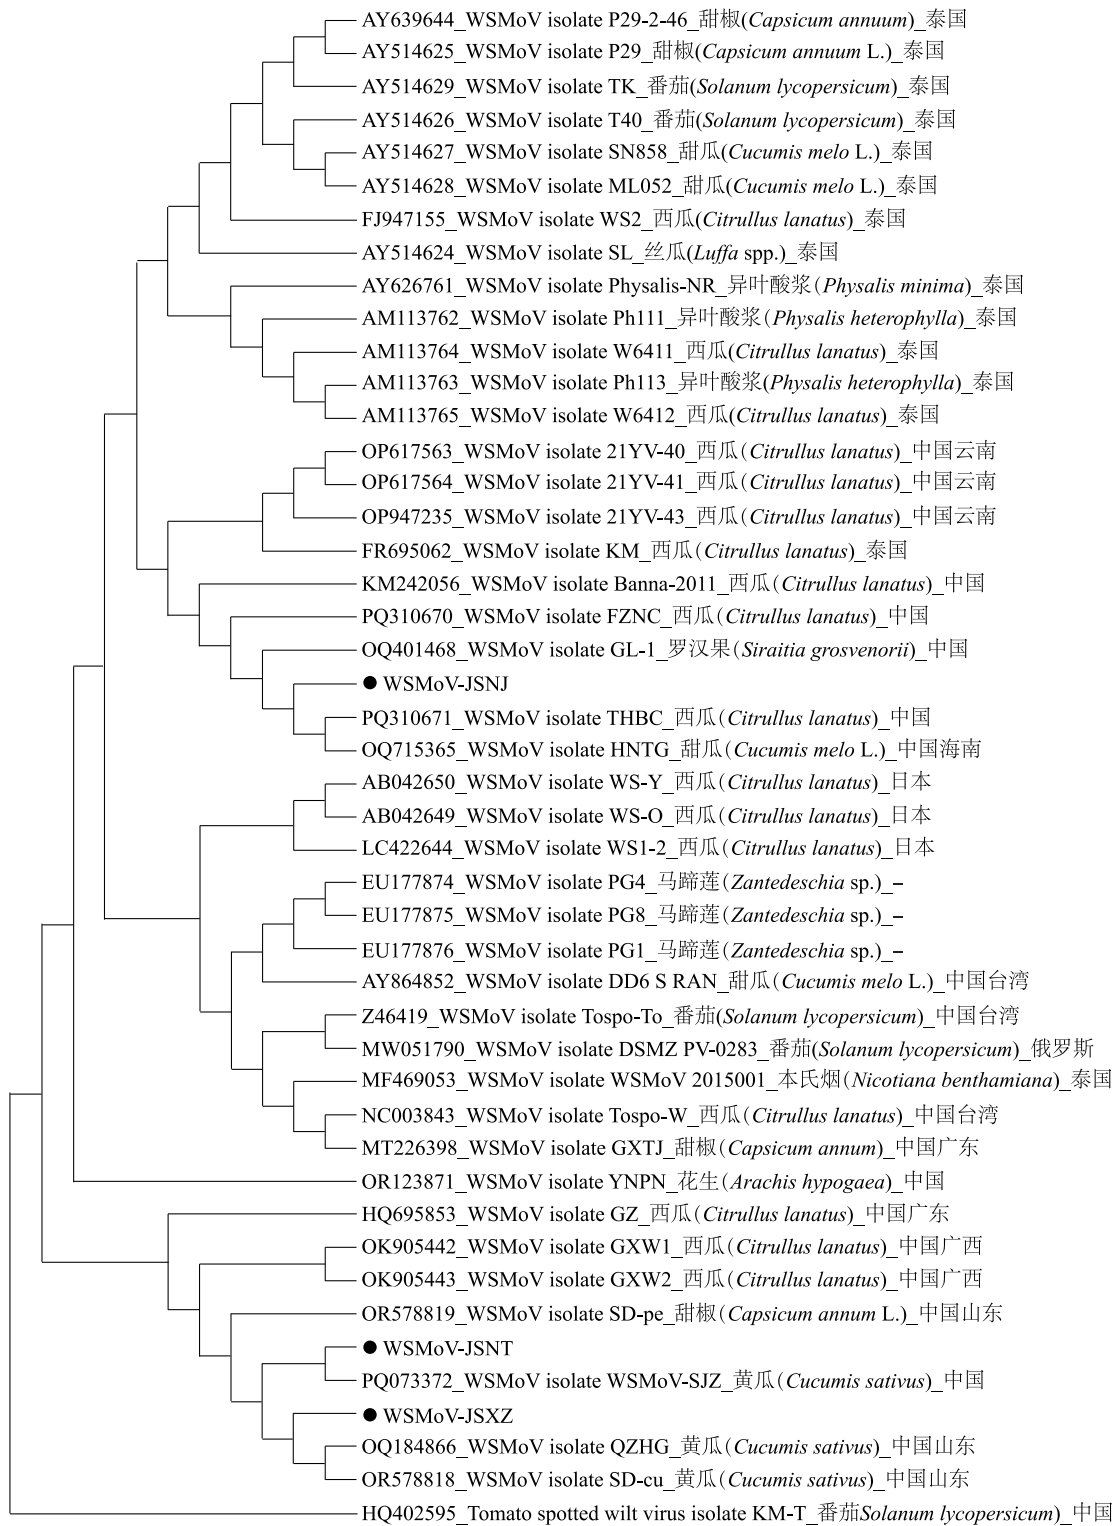 AY639644_WSMoV isolate P29-2-46_甜椒(Capsicum annuum)_泰国
AY514625_WSMoV isolate P29_甜椒(Capsicum annuum L.)_泰国
AY514629_WSMoV isolate TK_番茄(Solanum lycopersicum)_泰国
AY514626_WSMoV isolate T40_番茄(Solanum lycopersicum)_泰国
AY514627_WSMoV isolate SN858_甜瓜(Cucumis melo L.)_泰国
AY514628_WSMoV isolate ML052_甜瓜(Cucumis melo L.)_泰国
FJ947155_WSMoV isolate WS2_西瓜(Citrullus lanatus)_泰国
AY514624_WSMoV isolate SL_丝瓜(Luffa spp.)_泰国
AY626761_WSMoV isolate Physalis-NR_异叶酸浆(Physalis minima)_泰国
AM113762_WSMoV isolate Ph111_异叶酸浆(Physalis heterophylla)_泰国
AM113764_WSMoV isolate W6411_西瓜(Citrullus lanatus)_泰国
AM113763_WSMoV isolate Ph113_异叶酸浆(Physalis heterophylla)_泰国
AM113765_WSMoV isolate W6412_西瓜(Citrullus lanatus)_泰国
OP617563_WSMoV isolate 21YV-40_西瓜(Citrullus lanatus)_中国云南
OP617564_WSMoV isolate 21YV-41_西瓜(Citrullus lanatus)_中国云南
OP947235_WSMoV isolate 21YV-43_西瓜(Citrullus lanatus)_中国云南
FR695062_WSMoV isolate KM_西瓜(Citrullus lanatus)_泰国
KM242056_WSMoV isolate Banna-2011_西瓜(Citrullus lanatus)_中国
PQ310670_WSMoV isolate FZNC_西瓜(Citrullus lanatus)_中国
OQ401468_WSMoV isolate GL-1_罗汉果(Siraitia grosvenorii)_中国
● WSMoV-JSNJ
PQ310671_WSMoV isolate THBC_西瓜(Citrullus lanatus)_中国
OQ715365_WSMoV isolate HNTG_甜瓜(Cucumis melo L.)_中国海南
AB042650_WSMoV isolate WS-Y_西瓜(Citrullus lanatus)_日本
AB042649_WSMoV isolate WS-O_西瓜(Citrullus lanatus)_日本
LC422644_WSMoV isolate WS1-2_西瓜(Citrullus lanatus)_日本
EU177874_WSMoV isolate PG4_马蹄莲(Zantedeschia sp.)_–
EU177875_WSMoV isolate PG8_马蹄莲(Zantedeschia sp.)_–
EU177876_WSMoV isolate PG1_马蹄莲(Zantedeschia sp.)_–
AY864852_WSMoV isolate DD6 S RAN_甜瓜(Cucumis melo L.)_中国台湾
Z46419_WSMoV isolate Tospo-To_番茄(Solanum lycopersicum)_中国台湾
MW051790_WSMoV isolate DSMZ PV-0283_番茄(Solanum lycopersicum)_俄罗斯
MF469053_WSMoV isolate WSMoV 2015001_本氏烟(Nicotiana benthamiana)_泰国
NC003843_WSMoV isolate Tospo-W_西瓜(Citrullus lanatus)_中国台湾
MT226398_WSMoV isolate GXTJ_甜椒(Capsicum annum)_中国广东
OR123871_WSMoV isolate YNPN_花生(Arachis hypogaea)_中国
HQ695853_WSMoV isolate GZ_西瓜(Citrullus lanatus)_中国广东
OK905442_WSMoV isolate GXW1_西瓜(Citrullus lanatus)_中国广西
OK905443_WSMoV isolate GXW2_西瓜(Citrullus lanatus)_中国广西
OR578819_WSMoV isolate SD-pe_甜椒(Capsicum annum L.)_中国山东
● WSMoV-JSNT
PQ073372_WSMoV isolate WSMoV-SJZ_黄瓜(Cucumis sativus)_中国
● WSMoV-JSXZ
OQ184866_WSMoV isolate QZHG_黄瓜(Cucumis sativus)_中国山东
OR578818_WSMoV isolate SD-cu_黄瓜(Cucumis sativus)_中国山东
HQ402595_Tomato spotted wilt virus isolate KM-T_番茄Solanum lycopersicum)_中国